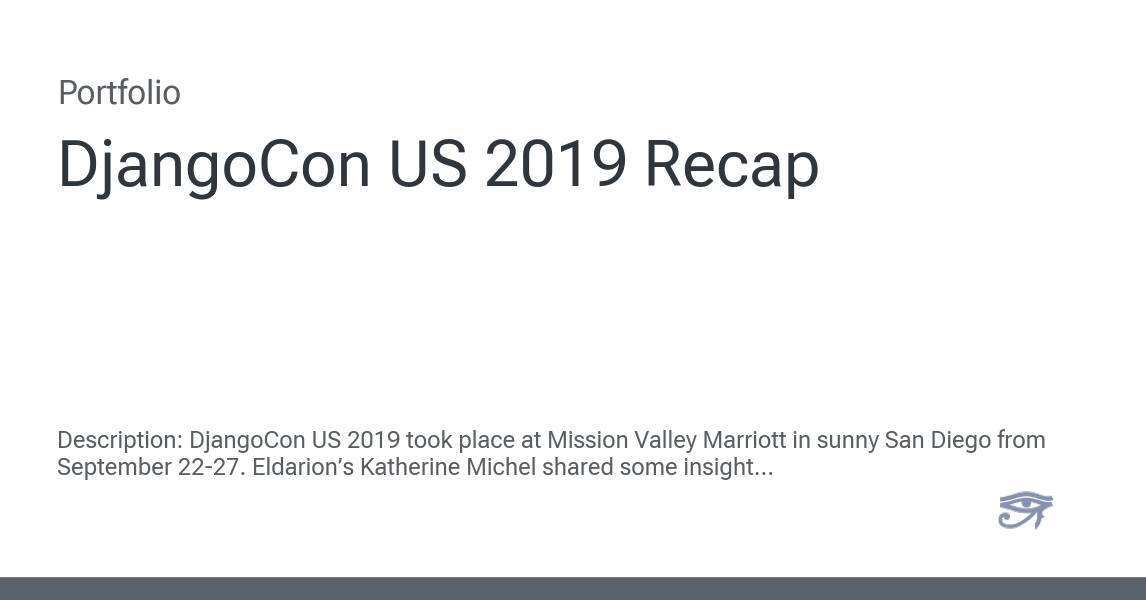 Portfolio
DjangoCon US 2019 Recap
Description: DjangoCon US 2019 took place at Mission Valley Marriott in sunny San Diego from
September 22-27. Eldarion’s Katherine Michel shared some insight...